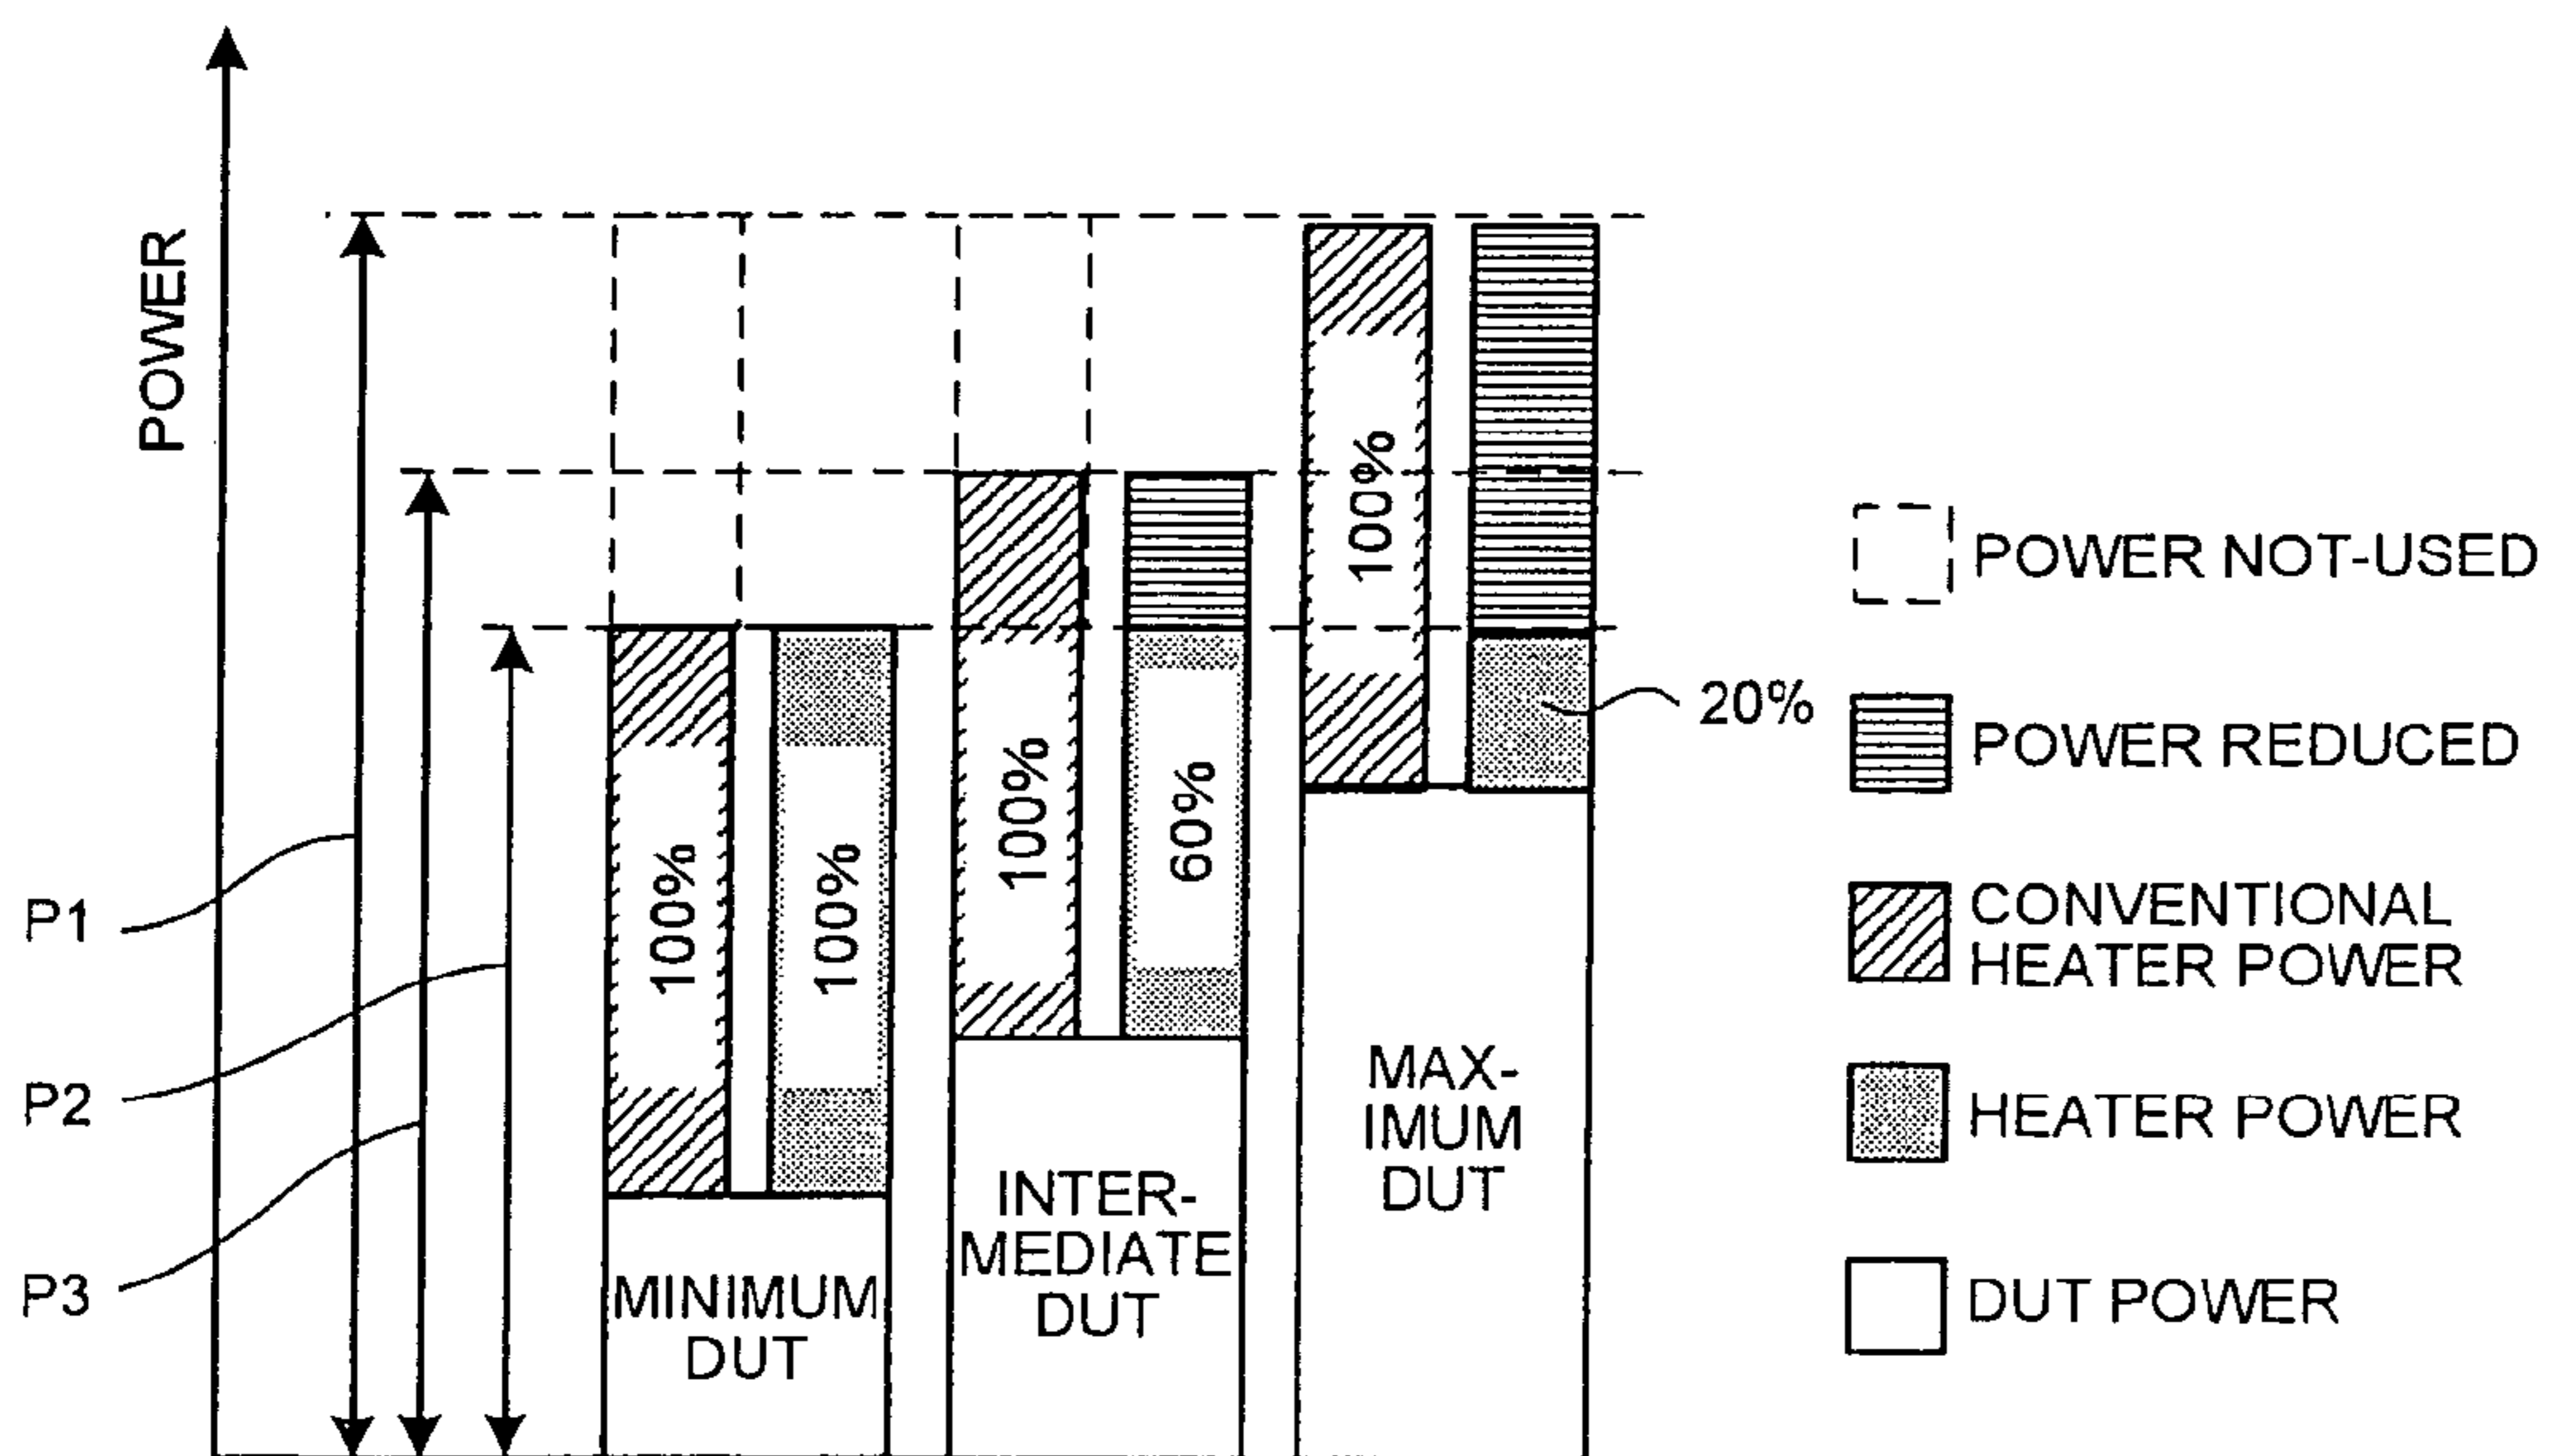 POWER
P1
P2
P3
100%
100%
100%
60%
100%
20%
MINIMUM
DUT
INTER-
MEDIATE
DUT
MAX-
IMUM
DUT
POWER NOT-USED
POWER REDUCED
CONVENTIONAL
HEATER POWER
HEATER POWER
DUT POWER